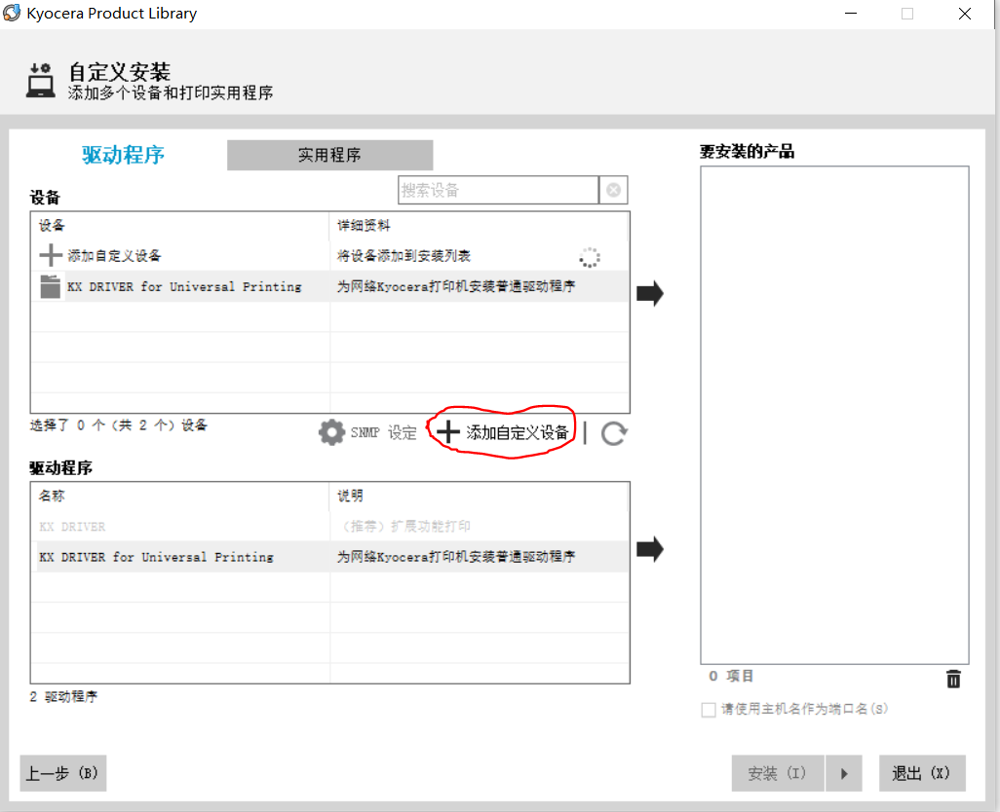 Kyocera Product Library
自定义安装
添加多个设备和打印实用程序
驱动程序
实用程序
要安装的产品
设备
搜索设备
设备 详细资料
添加自定义设备 将设备添加到安装列表
KX DRIVER for Universal Printing 为网络Kyocera打印机安装普通驱动程序
选择了 0 个（共 2 个）设备
SNMP 设定
添加自定义设备
驱动程序
名称 说明
KX DRIVER （推荐）扩展功能打印
KX DRIVER for Universal Printing 为网络Kyocera打印机安装普通驱动程序
2 驱动程序
0 项目
请使用主机名作为端口名(S)
上一步 (B)
安装 (I)
退出 (X)